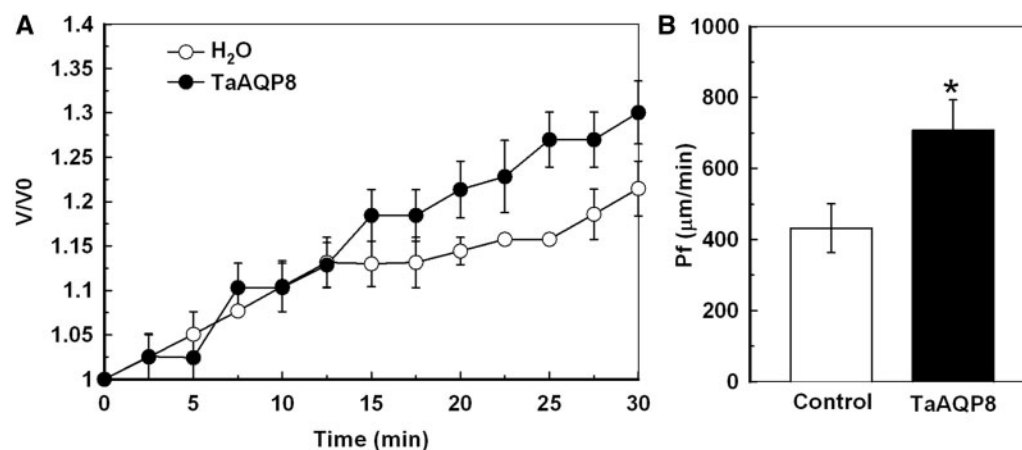 A
1.4
1.35
1.3
1.25
1.2
1.15
1.1
1.05
1
V/V0
H₂O
TaAQP8
0 5 10 15 20 25 30
Time (min)
B
1000
800
600
400
200
0
Pf (μm/min)
*
Control TaAQP8